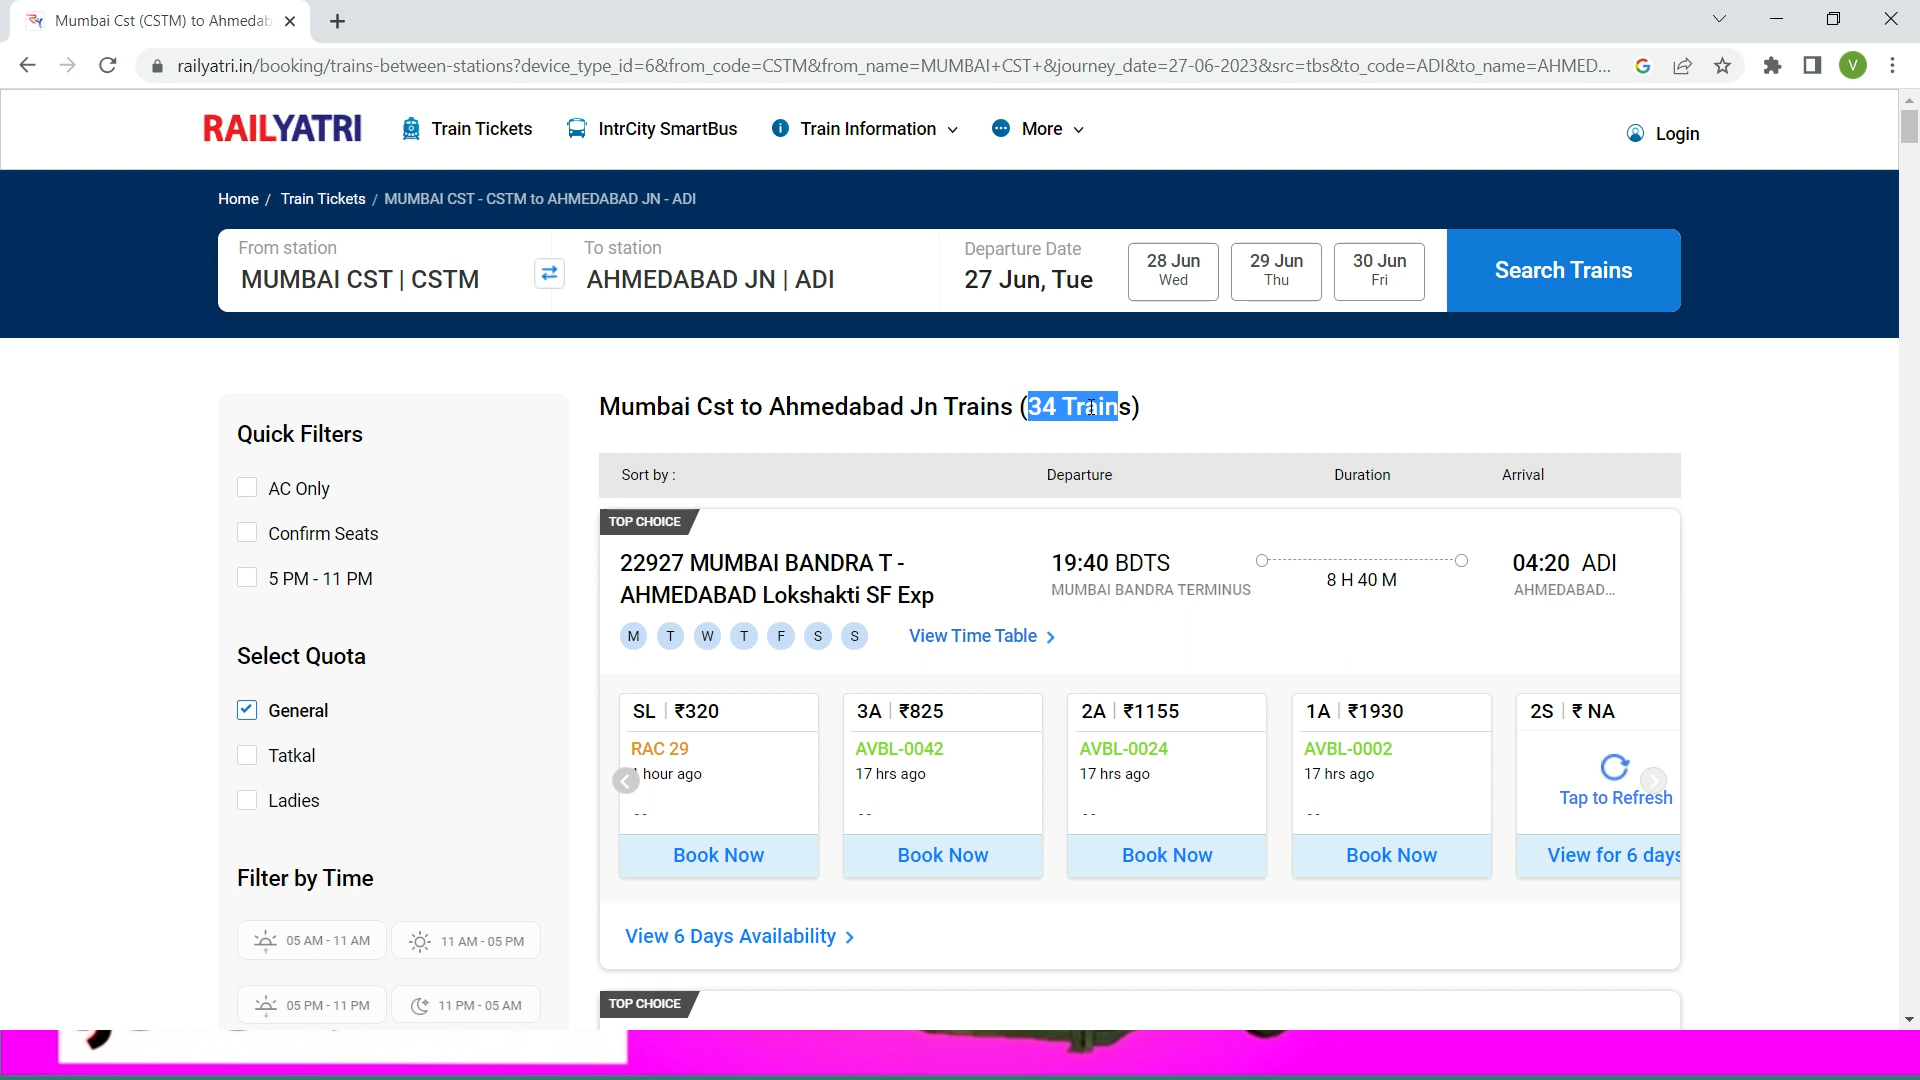 Mumbai Cst (CSTM) to Ahmedab
railyatri.in/booking/trains-between-stations?device_type_id=6&from_code=CSTM&from_name=MUMBAI+CST+&journey_date=27-06-2023&src=tbs&to_code=ADI&to_name=AHMED...
V
RAILYATRI
Train Tickets
IntrCity SmartBus
Train Information
More
Login
Home / Train Tickets / MUMBAI CST - CSTM to AHMEDABAD JN - ADI
From station
MUMBAI CST | CSTM
To station
AHMEDABAD JN | ADI
Departure Date
27 Jun, Tue
28 Jun
Wed
29 Jun
Thu
30 Jun
Fri
Search Trains
Quick Filters
AC Only
Confirm Seats
5 PM - 11 PM
Select Quota
General
Tatkal
Ladies
Filter by Time
05 AM - 11 AM
11 AM - 05 PM
05 PM - 11 PM
11 PM - 05 AM
Mumbai Cst to Ahmedabad Jn Trains (34 Trains)
Sort by :
Departure
Duration
Arrival
TOP CHOICE
22927 MUMBAI BANDRA T -
AHMEDABAD Lokshakti SF Exp
19:40 BDTS
MUMBAI BANDRA TERMINUS
8 H 40 M
04:20 ADI
AHMEDABAD...
M T W T F S S
View Time Table
SL | ₹320
RAC 29
1 hour ago
--
Book Now
3A | ₹825
AVBL-0042
17 hrs ago
--
Book Now
2A | ₹1155
AVBL-0024
17 hrs ago
--
Book Now
1A | ₹1930
AVBL-0002
17 hrs ago
--
Book Now
2S | ₹ NA
Tap to Refresh
View for 6 days
View 6 Days Availability
TOP CHOICE